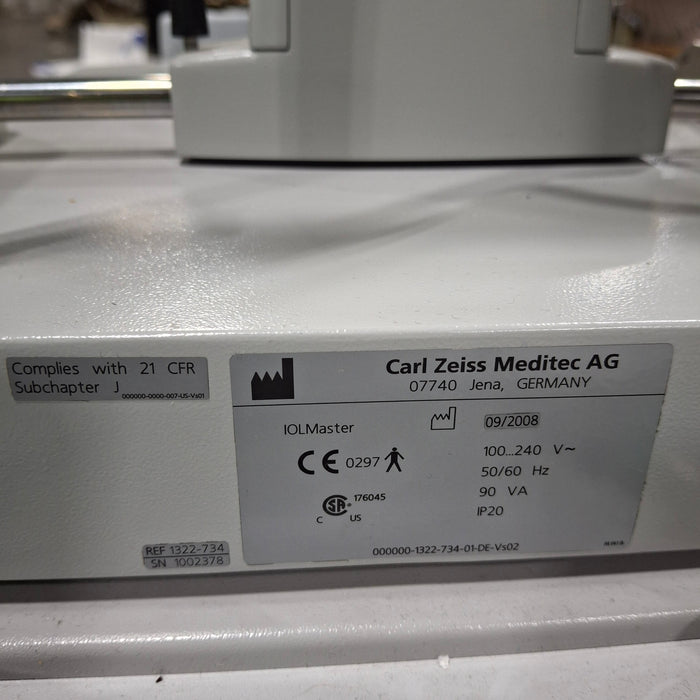 Complies with 21 CFR
Subchapter J
000000-0000-007-US-Vs01
Carl Zeiss Meditec AG
07740 Jena, GERMANY
IOLMaster
09/2008
CE 0297
100...240 V~
50/60 Hz
90 VA
IP20
C SA 176045
C US
000000-1322-734-01-DE-Vs02
REF 1322-734
SN 1002378